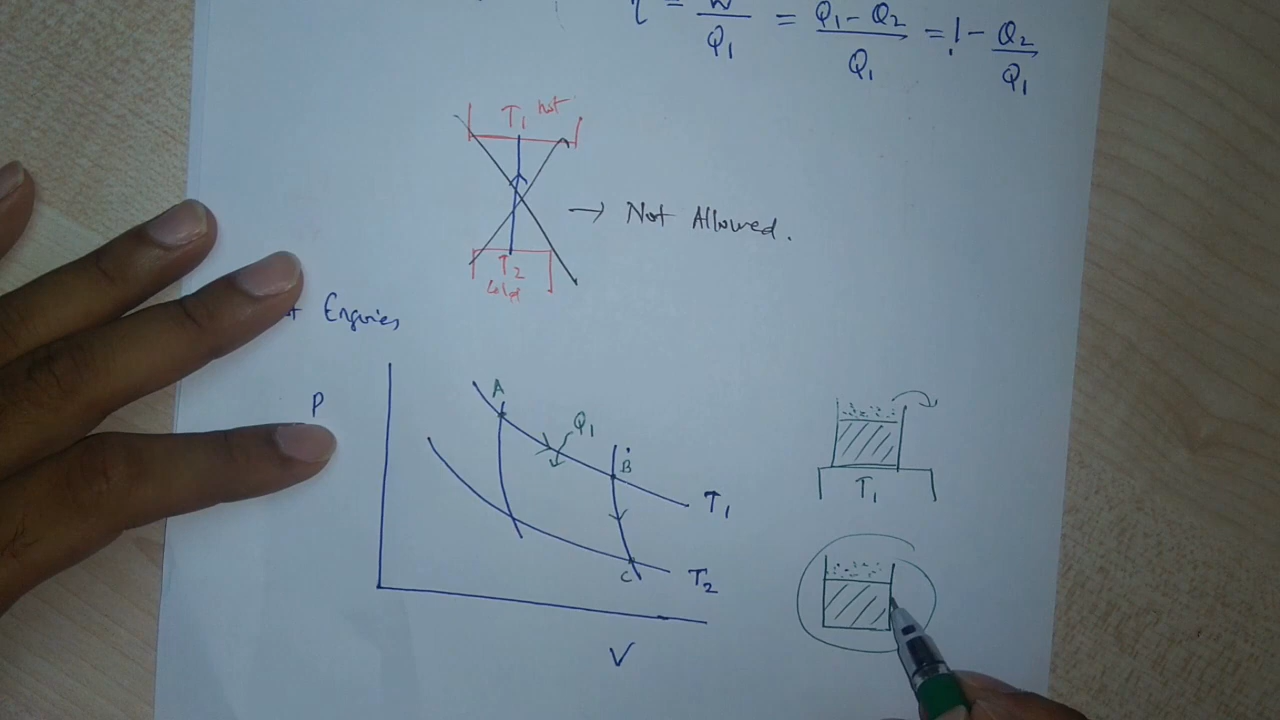 η = W/Q1 = Q1 - Q2/Q1 = 1 - Q2/Q1
T1 hot
→ Not Allowed.
T2
cold
Engines
P
A
Q1
B
T1
T1
C
T2
V